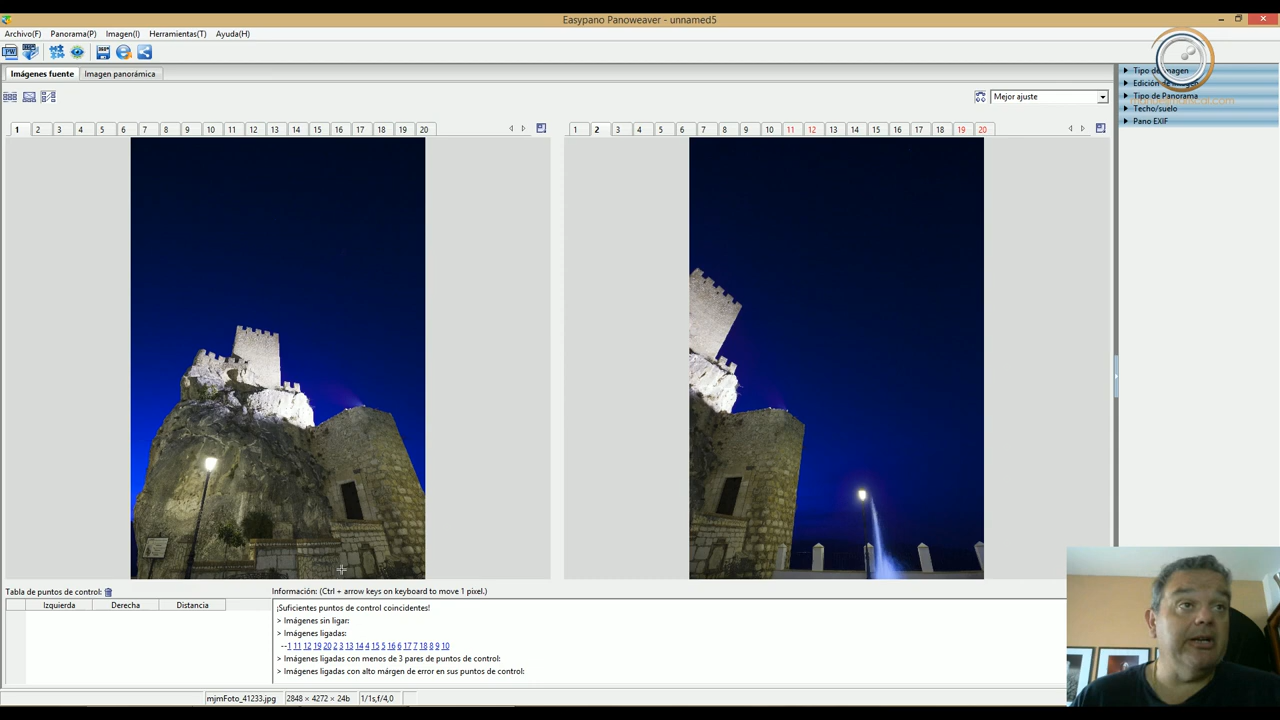 Easypano Panoweaver - unnamed5
Archivo(F) Panorama(P) Imagen(I) Herramientas(T) Ayuda(H)
Imágenes fuente Imagen panorámica
Mejor ajuste
1 2 3 4 5 6 7 8 9 10 11 12 13 14 15 16 17 18 19 20
1 2 3 4 5 6 7 8 9 10 11 12 13 14 15 16 17 18 19 20
Tipo de Imagen
Edición de Imagen
Tipo de Panorama
Techo/suelo
Pano EXIF
Tabla de puntos de control:
Izquierda Derecha Distancia
Información: (Ctrl + arrow keys on keyboard to move 1 pixel.)
¡Suficientes puntos de control coincidentes!
> Imágenes sin ligar:
> Imágenes ligadas:
--1 11 12 19 20 2 3 13 14 4 15 5 16 6 17 7 18 8 9 10
> Imágenes ligadas con menos de 3 pares de puntos de control:
> Imágenes ligadas con alto márgen de error en sus puntos de control:
mjmFoto_41233.jpg 2848 × 4272 × 24b 1/1s,f/4,0